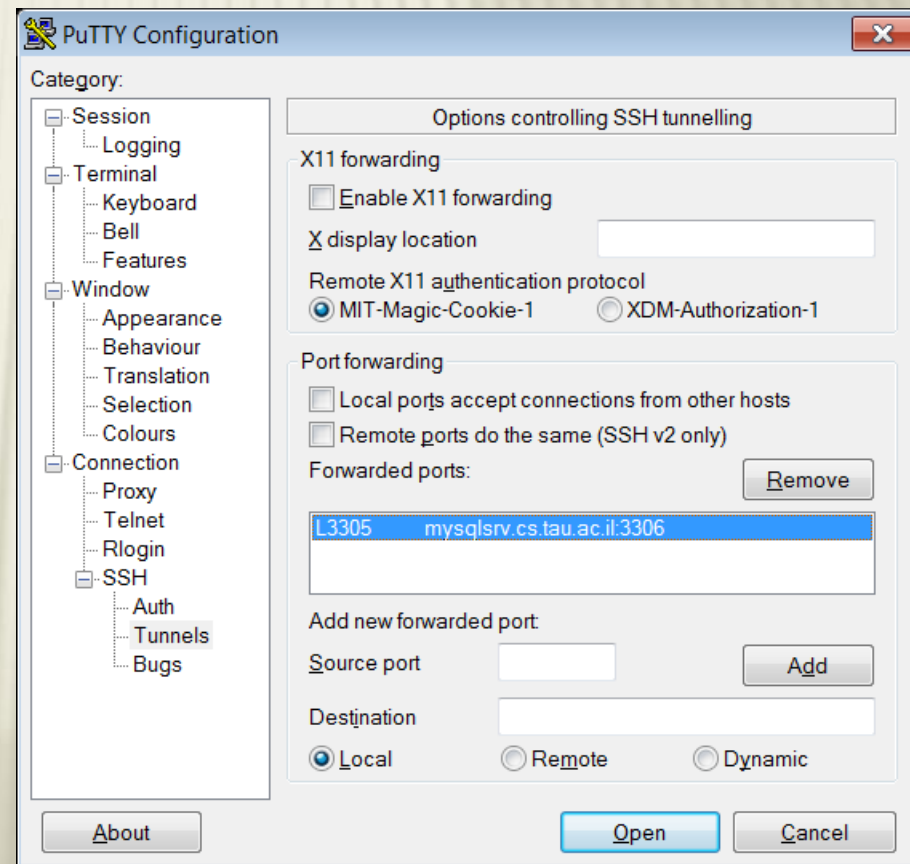 PuTTY Configuration
Category:
Session
Logging
Terminal
Keyboard
Bell
Features
Window
Appearance
Behaviour
Translation
Selection
Colours
Connection
Proxy
Telnet
Rlogin
SSH
Auth
Tunnels
Bugs
Options controlling SSH tunnelling
X11 forwarding
Enable X11 forwarding
X display location
Remote X11 authentication protocol
MIT-Magic-Cookie-1 XDM-Authorization-1
Port forwarding
Local ports accept connections from other hosts
Remote ports do the same (SSH v2 only)
Forwarded ports: Remove
L3305 mysqlsrv.cs.tau.ac.il:3306
Add new forwarded port:
Source port Add
Destination
Local Remote Dynamic
About Open Cancel